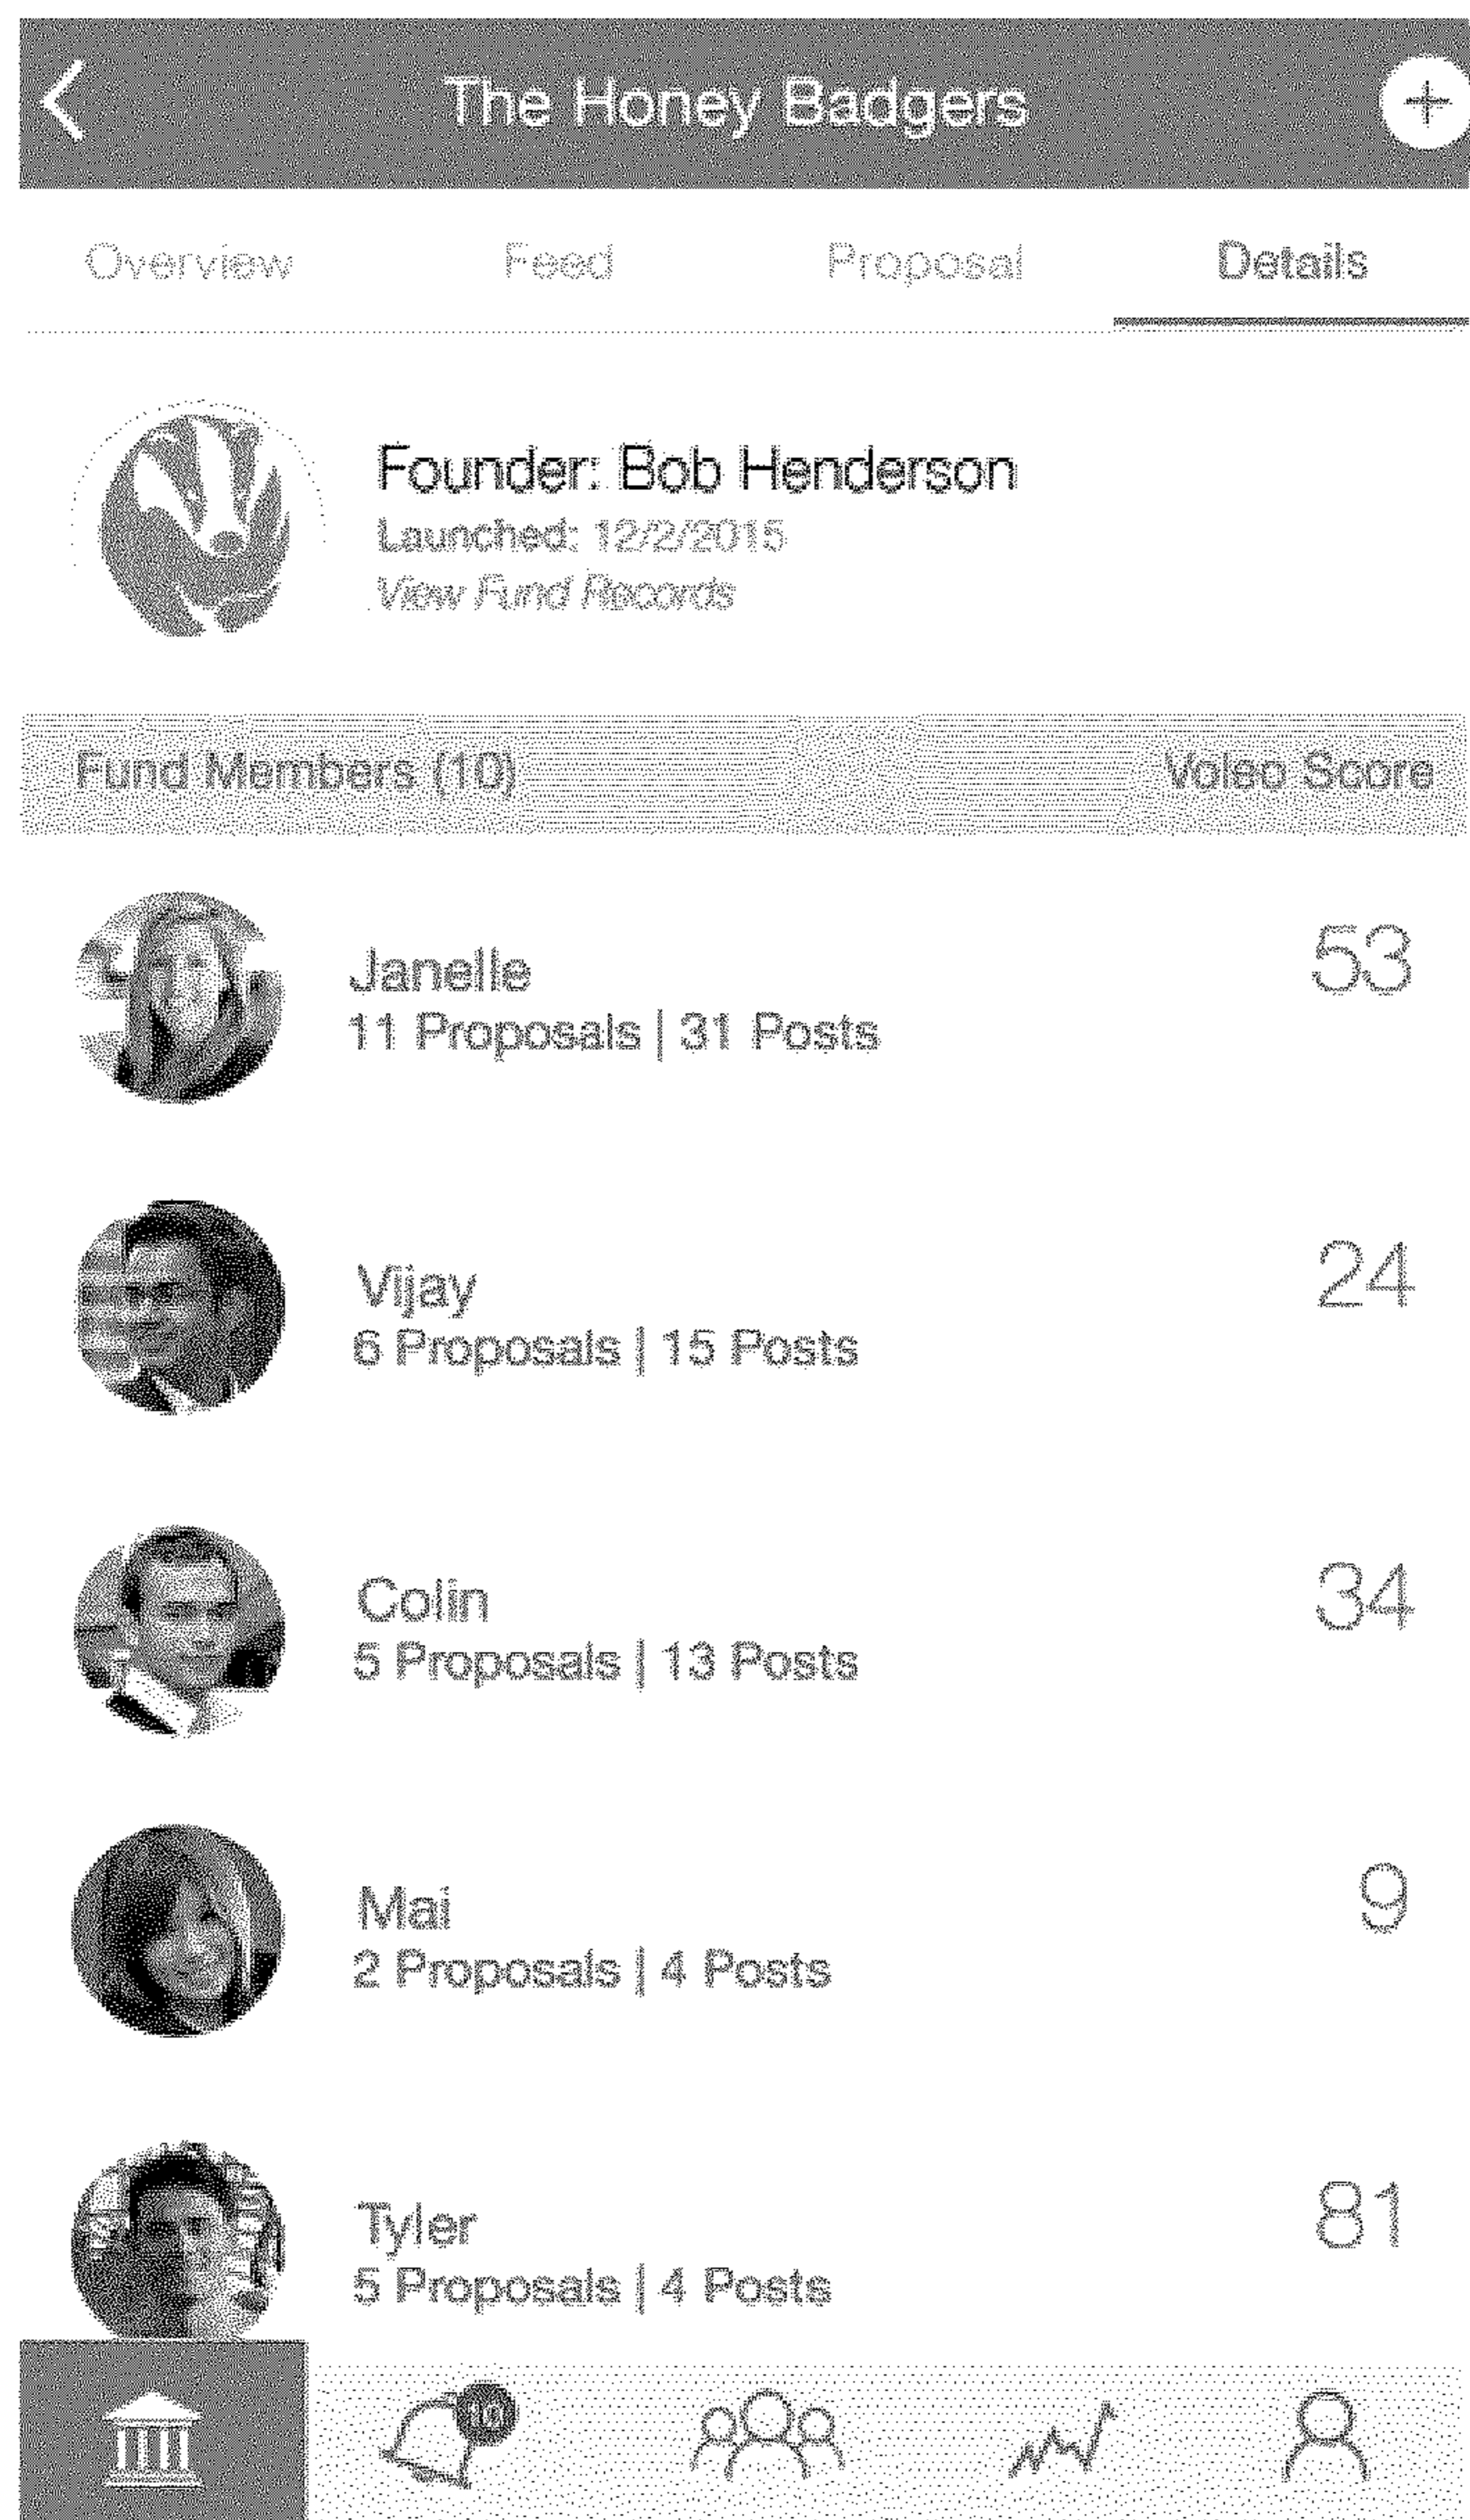 The Honey Badgers
Overview Feed Proposal Details
Founder: Bob Henderson
Launched: 12/2/2015
View Fund Records
Fund Members (10) Voleo Score
Janelle 53
11 Proposals | 31 Posts
Vijay 24
6 Proposals | 15 Posts
Colin 34
5 Proposals | 13 Posts
Mai 9
2 Proposals | 4 Posts
Tyler 81
5 Proposals | 4 Posts
10